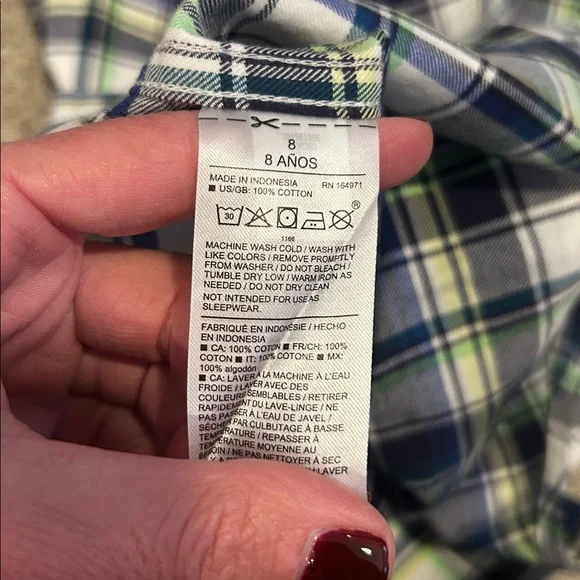 8
8 AÑOS
MADE IN INDONESIA RN 164971
■ US/GB: 100% COTTON
30
®
1166
MACHINE WASH COLD / WASH WITH
LIKE COLORS / REMOVE PROMPTLY
FROM WASHER / DO NOT BLEACH /
TUMBLE DRY LOW / WARM IRON AS
NEEDED / DO NOT DRY CLEAN
NOT INTENDED FOR USE AS
SLEEPWEAR.
FABRIQUÉ EN INDONÉSIE / HECHO
EN INDONESIA
■ CA: 100% COTON ■ FR/CH: 100%
COTON ■ IT: 100% COTONE ■ MX:
100% algodón
■ CA: LAVER À LA MACHINE À L'EAU
FROIDE / LAVER AVEC DES
COULEURS SEMBLABLES / RETIRER
RAPIDEMENT DU LAVE-LINGE / NE
PAS PASSER À L'EAU DE JAVEL /
SÉCHER PAR CULBUTAGE À BASSE
TEMPÉRATURE / REPASSER À
TEMPÉRATURE MOYENNE AU
BESOIN / NE PAS NETTOYER À SEC
LAVER